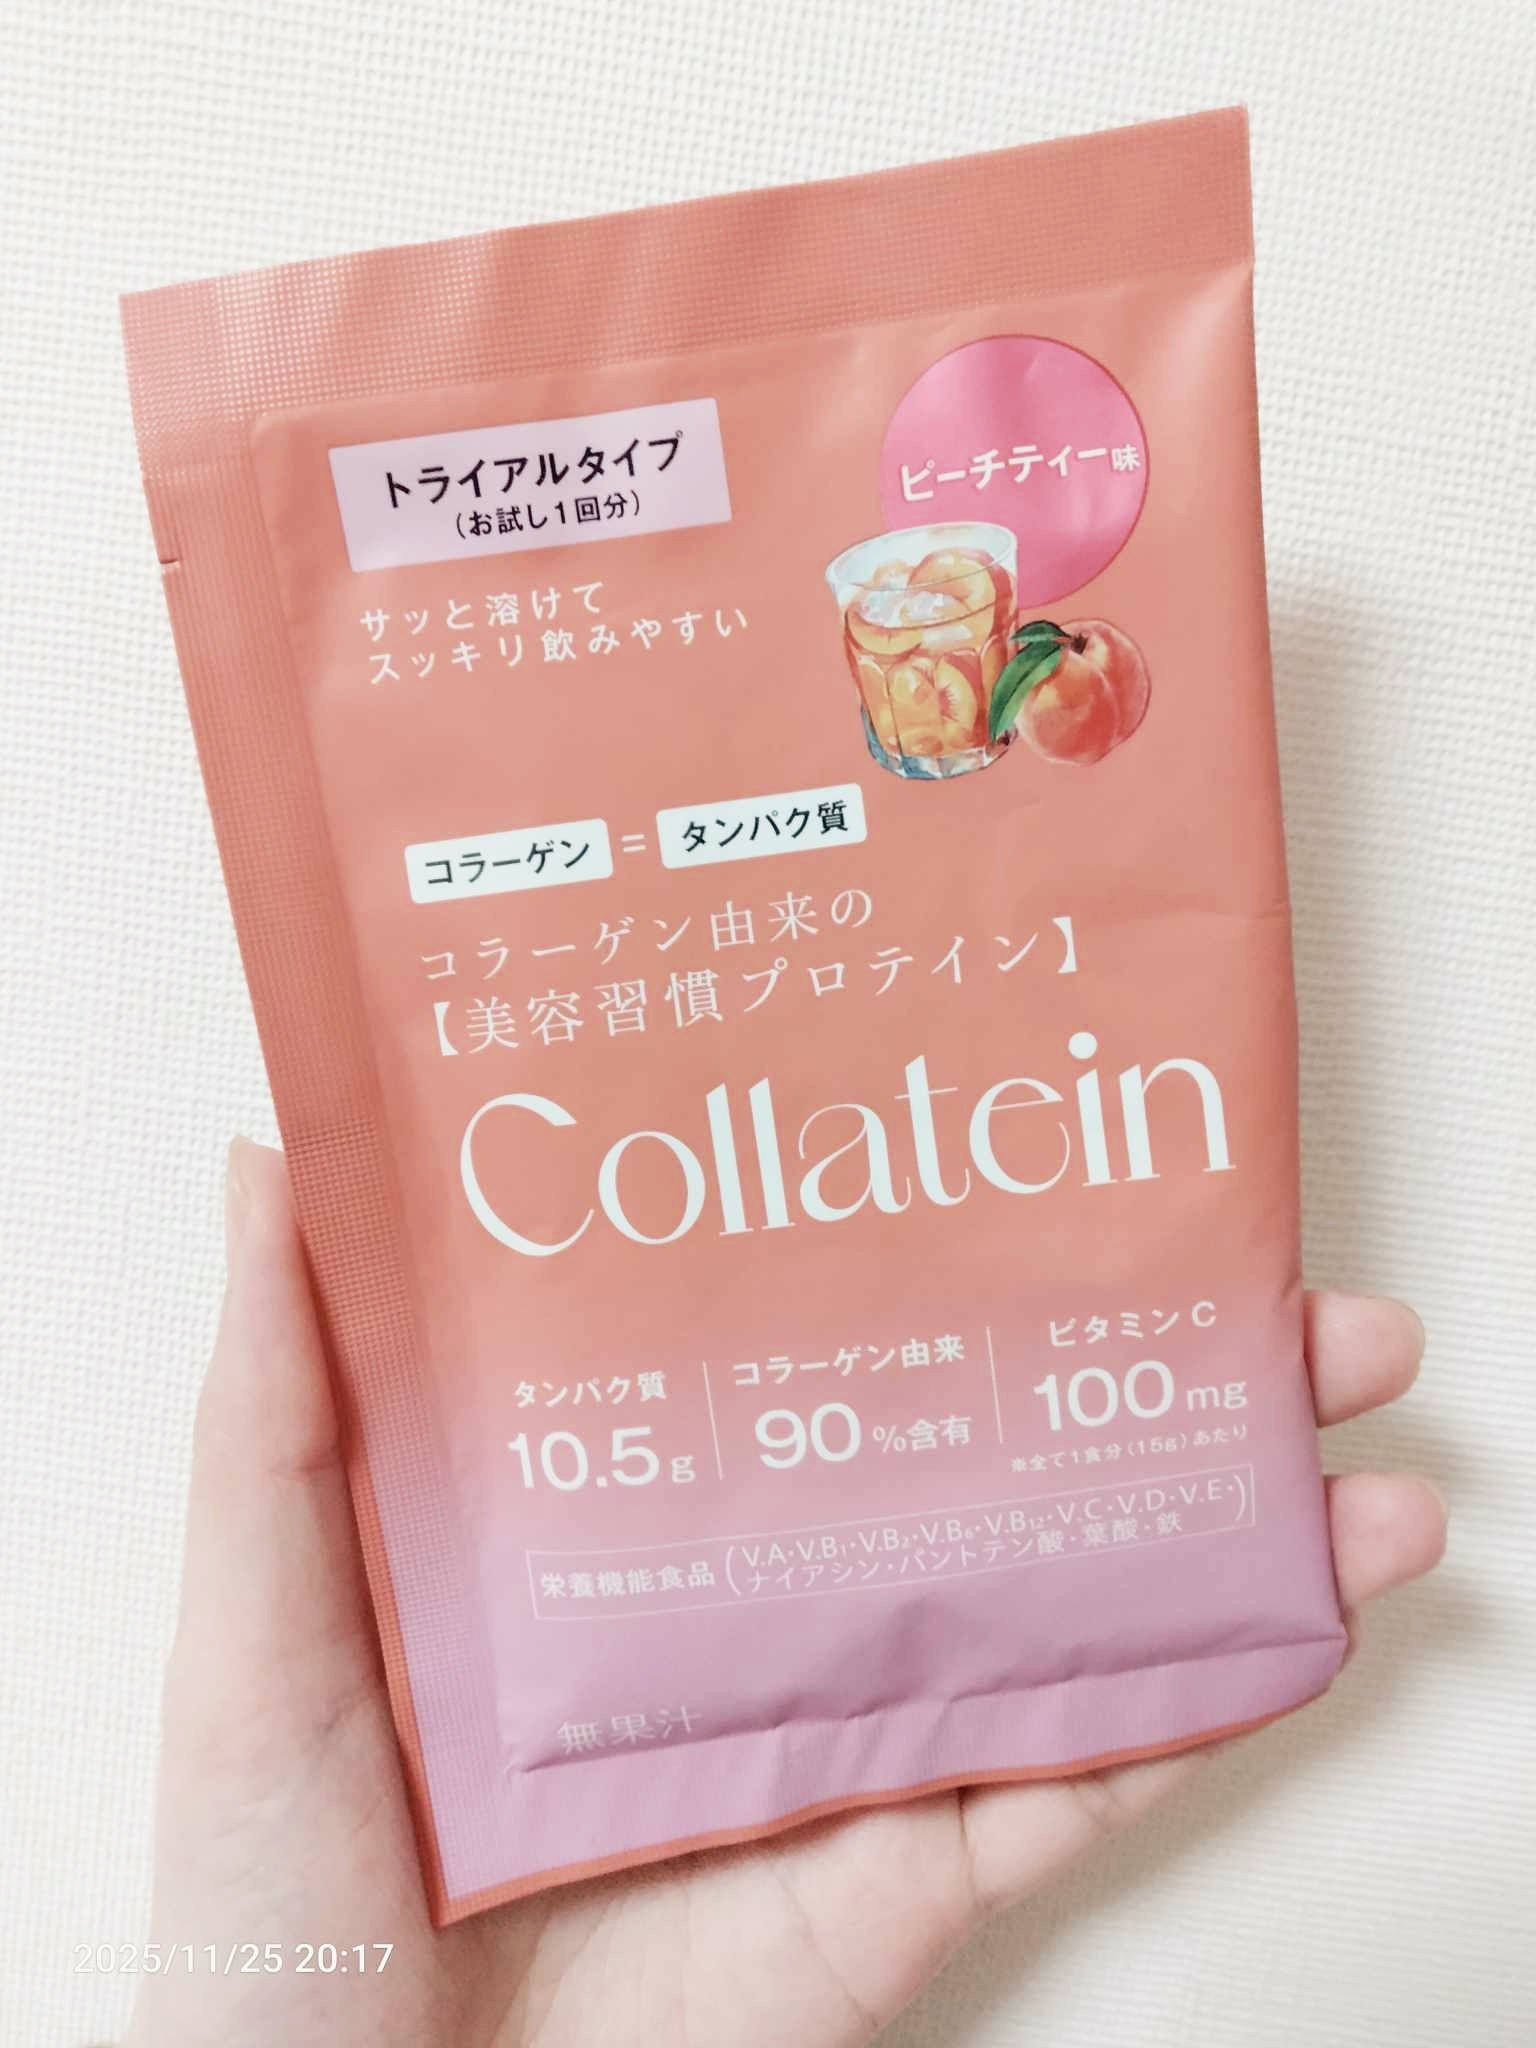 トライアルタイプ
(お試し1回分)
ピーチティー味
サッと溶けて
スッキリ飲みやすい
コラーゲン = タンパク質
コラーゲン由来の
【美容習慣プロテイン】
Collatein
タンパク質
10.5g
コラーゲン由来
90%含有
ビタミンC
100mg
※全て1食分(15g)あたり
栄養機能食品(V.A・V.B₁・V.B₂・V.B₆・V.B₁₂・V.C・V.D・V.E・
ナイアシン・パントテン酸・葉酸・鉄)
無果汁
2025/11/25 20:17